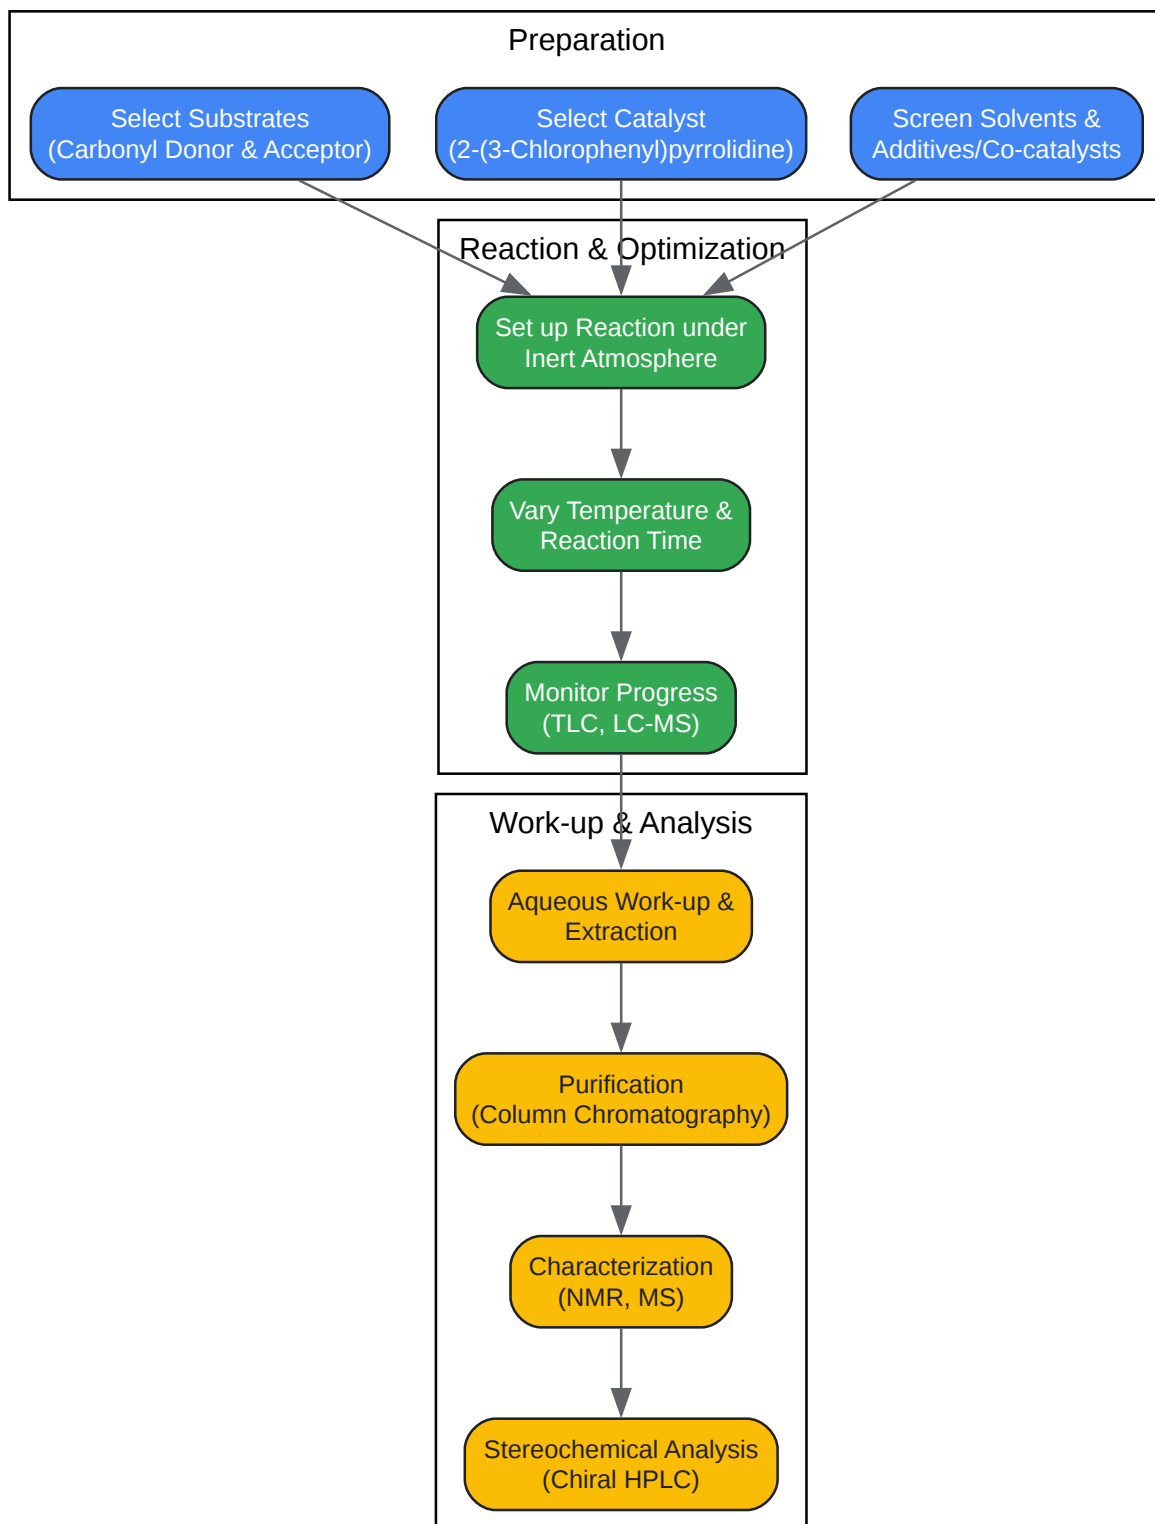 Preparation
Select Substrates
(Carbonyl Donor & Acceptor)
Select Catalyst
(2-(3-Chlorophenyl)pyrrolidine)
Screen Solvents &
Additives/Co-catalysts
Reaction & Optimization
Set up Reaction under
Inert Atmosphere
Vary Temperature &
Reaction Time
Monitor Progress
(TLC, LC-MS)
Work-up & Analysis
Aqueous Work-up &
Extraction
Purification
(Column Chromatography)
Characterization
(NMR, MS)
Stereochemical Analysis
(Chiral HPLC)